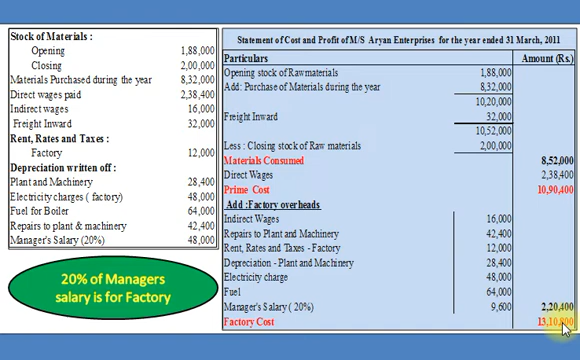 Stock of Materials :
Opening 1,88,000
Closing 2,00,000
Materials Purchased during the year 8,32,000
Direct wages paid 2,38,400
Indirect wages 16,000
Freight Inward 32,000
Rent, Rates and Taxes :
Factory 12,000
Depreciation written off :
Plant and Machinery 28,400
Electricity charges ( factory) 48,000
Fuel for Boiler 64,000
Repairs to plant & machinery 42,400
Manager's Salary (20%) 48,000
20% of Managers
salary is for Factory
Statement of Cost and Profit of M/S Aryan Enterprises for the year ended 31 March, 2011
Particulars Amount (Rs.)
Opening stock of Raw materials 1,88,000
Add: Purchase of Materials during the year 8,32,000
10,20,000
Freight Inward 32,000
10,52,000
Less : Closing stock of Raw materials 2,00,000
Materials Consumed 8,52,000
Direct Wages 2,38,400
Prime Cost 10,90,400
Add :Factory overheads
Indirect Wages 16,000
Repairs to Plant and Machinery 42,400
Rent, Rates and Taxes - Factory 12,000
Depreciation - Plant and Machinery 28,400
Electricity charge 48,000
Fuel 64,000
Manager's Salary ( 20%) 9,600 2,20,400
Factory Cost 13,10,800